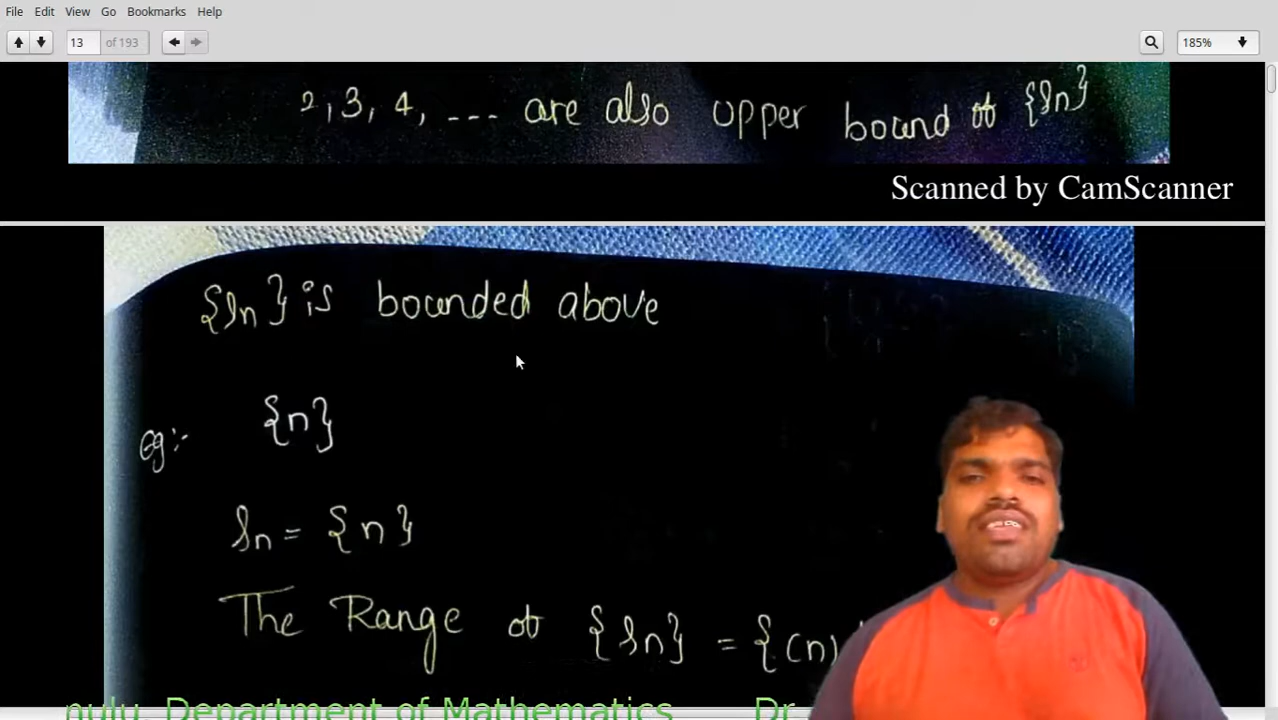 File Edit View Go Bookmarks Help
13 of 193 185%
2, 3, 4, --- are also upper bound of {sn}
Scanned by CamScanner
{sn} is bounded above
eg:- {n}
sn = {n}
The Range of {sn} = {(n)
nulu, Department of Mathematics Dr